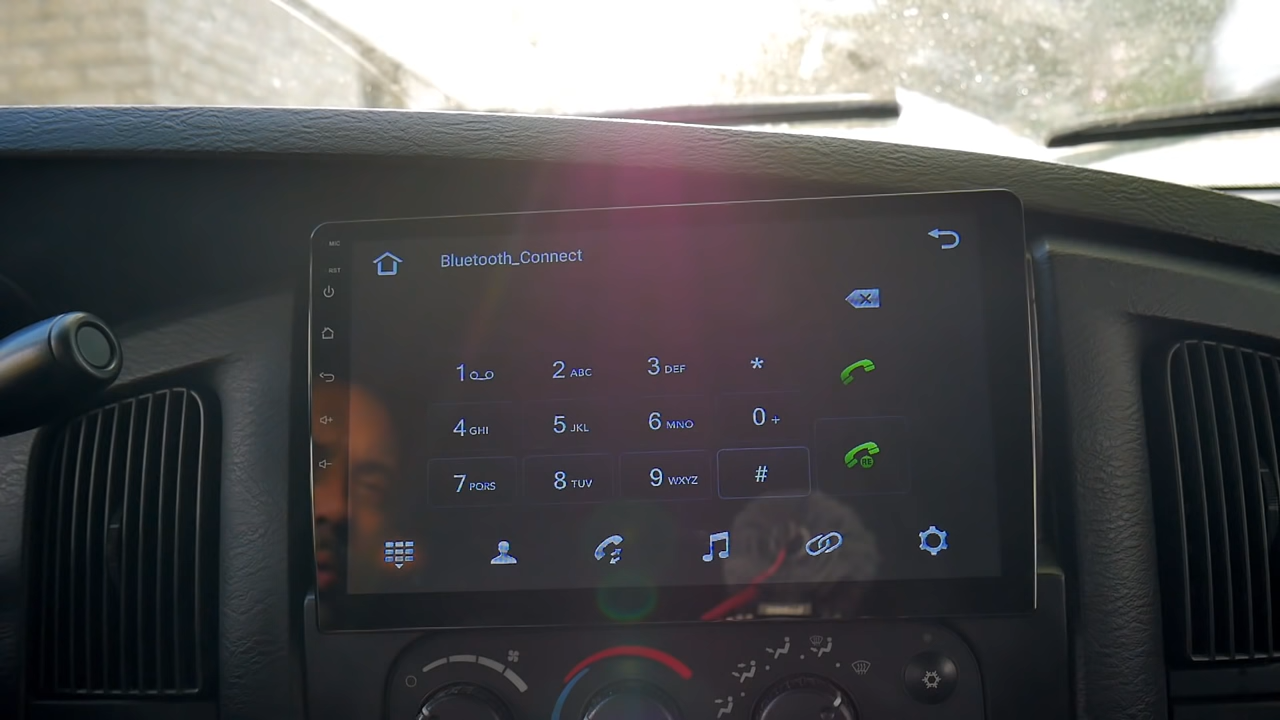 MIC
RST
Bluetooth_Connect
1 2 ABC 3 DEF *
4 GHI 5 JKL 6 MNO 0 +
7 PQRS 8 TUV 9 WXYZ #
RE